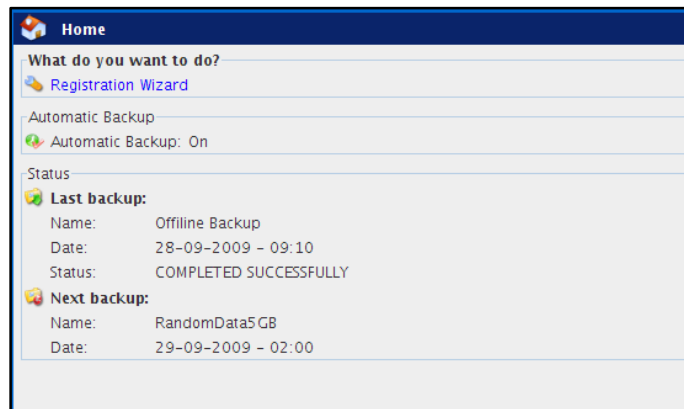 Home
What do you want to do?
Registration Wizard
Automatic Backup
Automatic Backup: On
Status
Last backup:
Name: Offiline Backup
Date: 28-09-2009 - 09:10
Status: COMPLETED SUCCESSFULLY
Next backup:
Name: RandomData5GB
Date: 29-09-2009 - 02:00